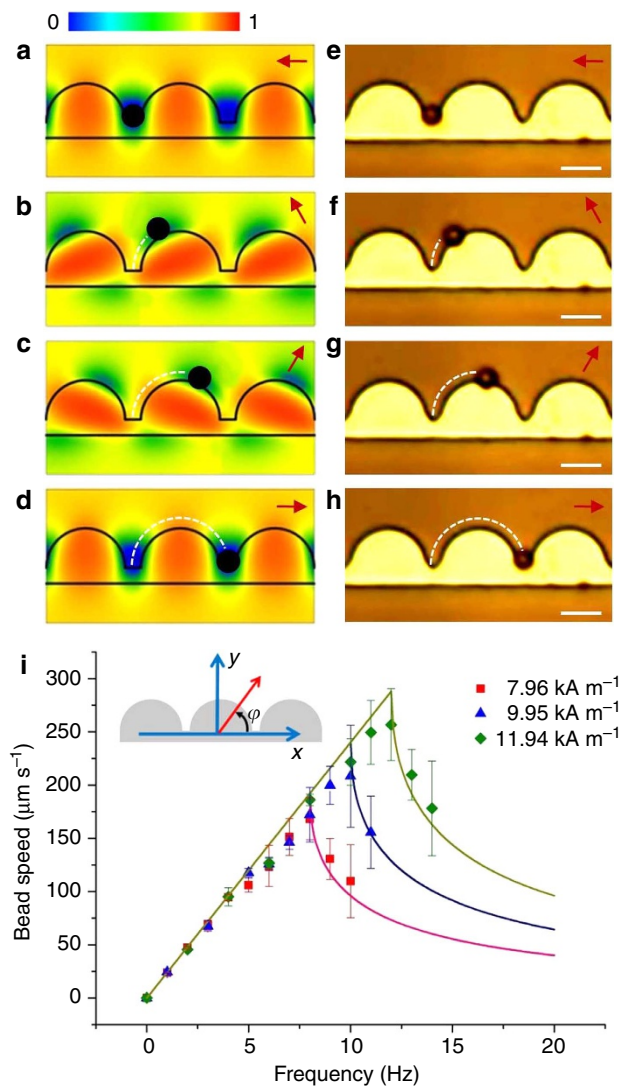 0 1
a e
b f
c g
d h
i
300
250
200
150
100
50
0
Bead speed (μm s⁻¹)
y
φ
x
7.96 kA m⁻¹
9.95 kA m⁻¹
11.94 kA m⁻¹
0 5 10 15 20
Frequency (Hz)